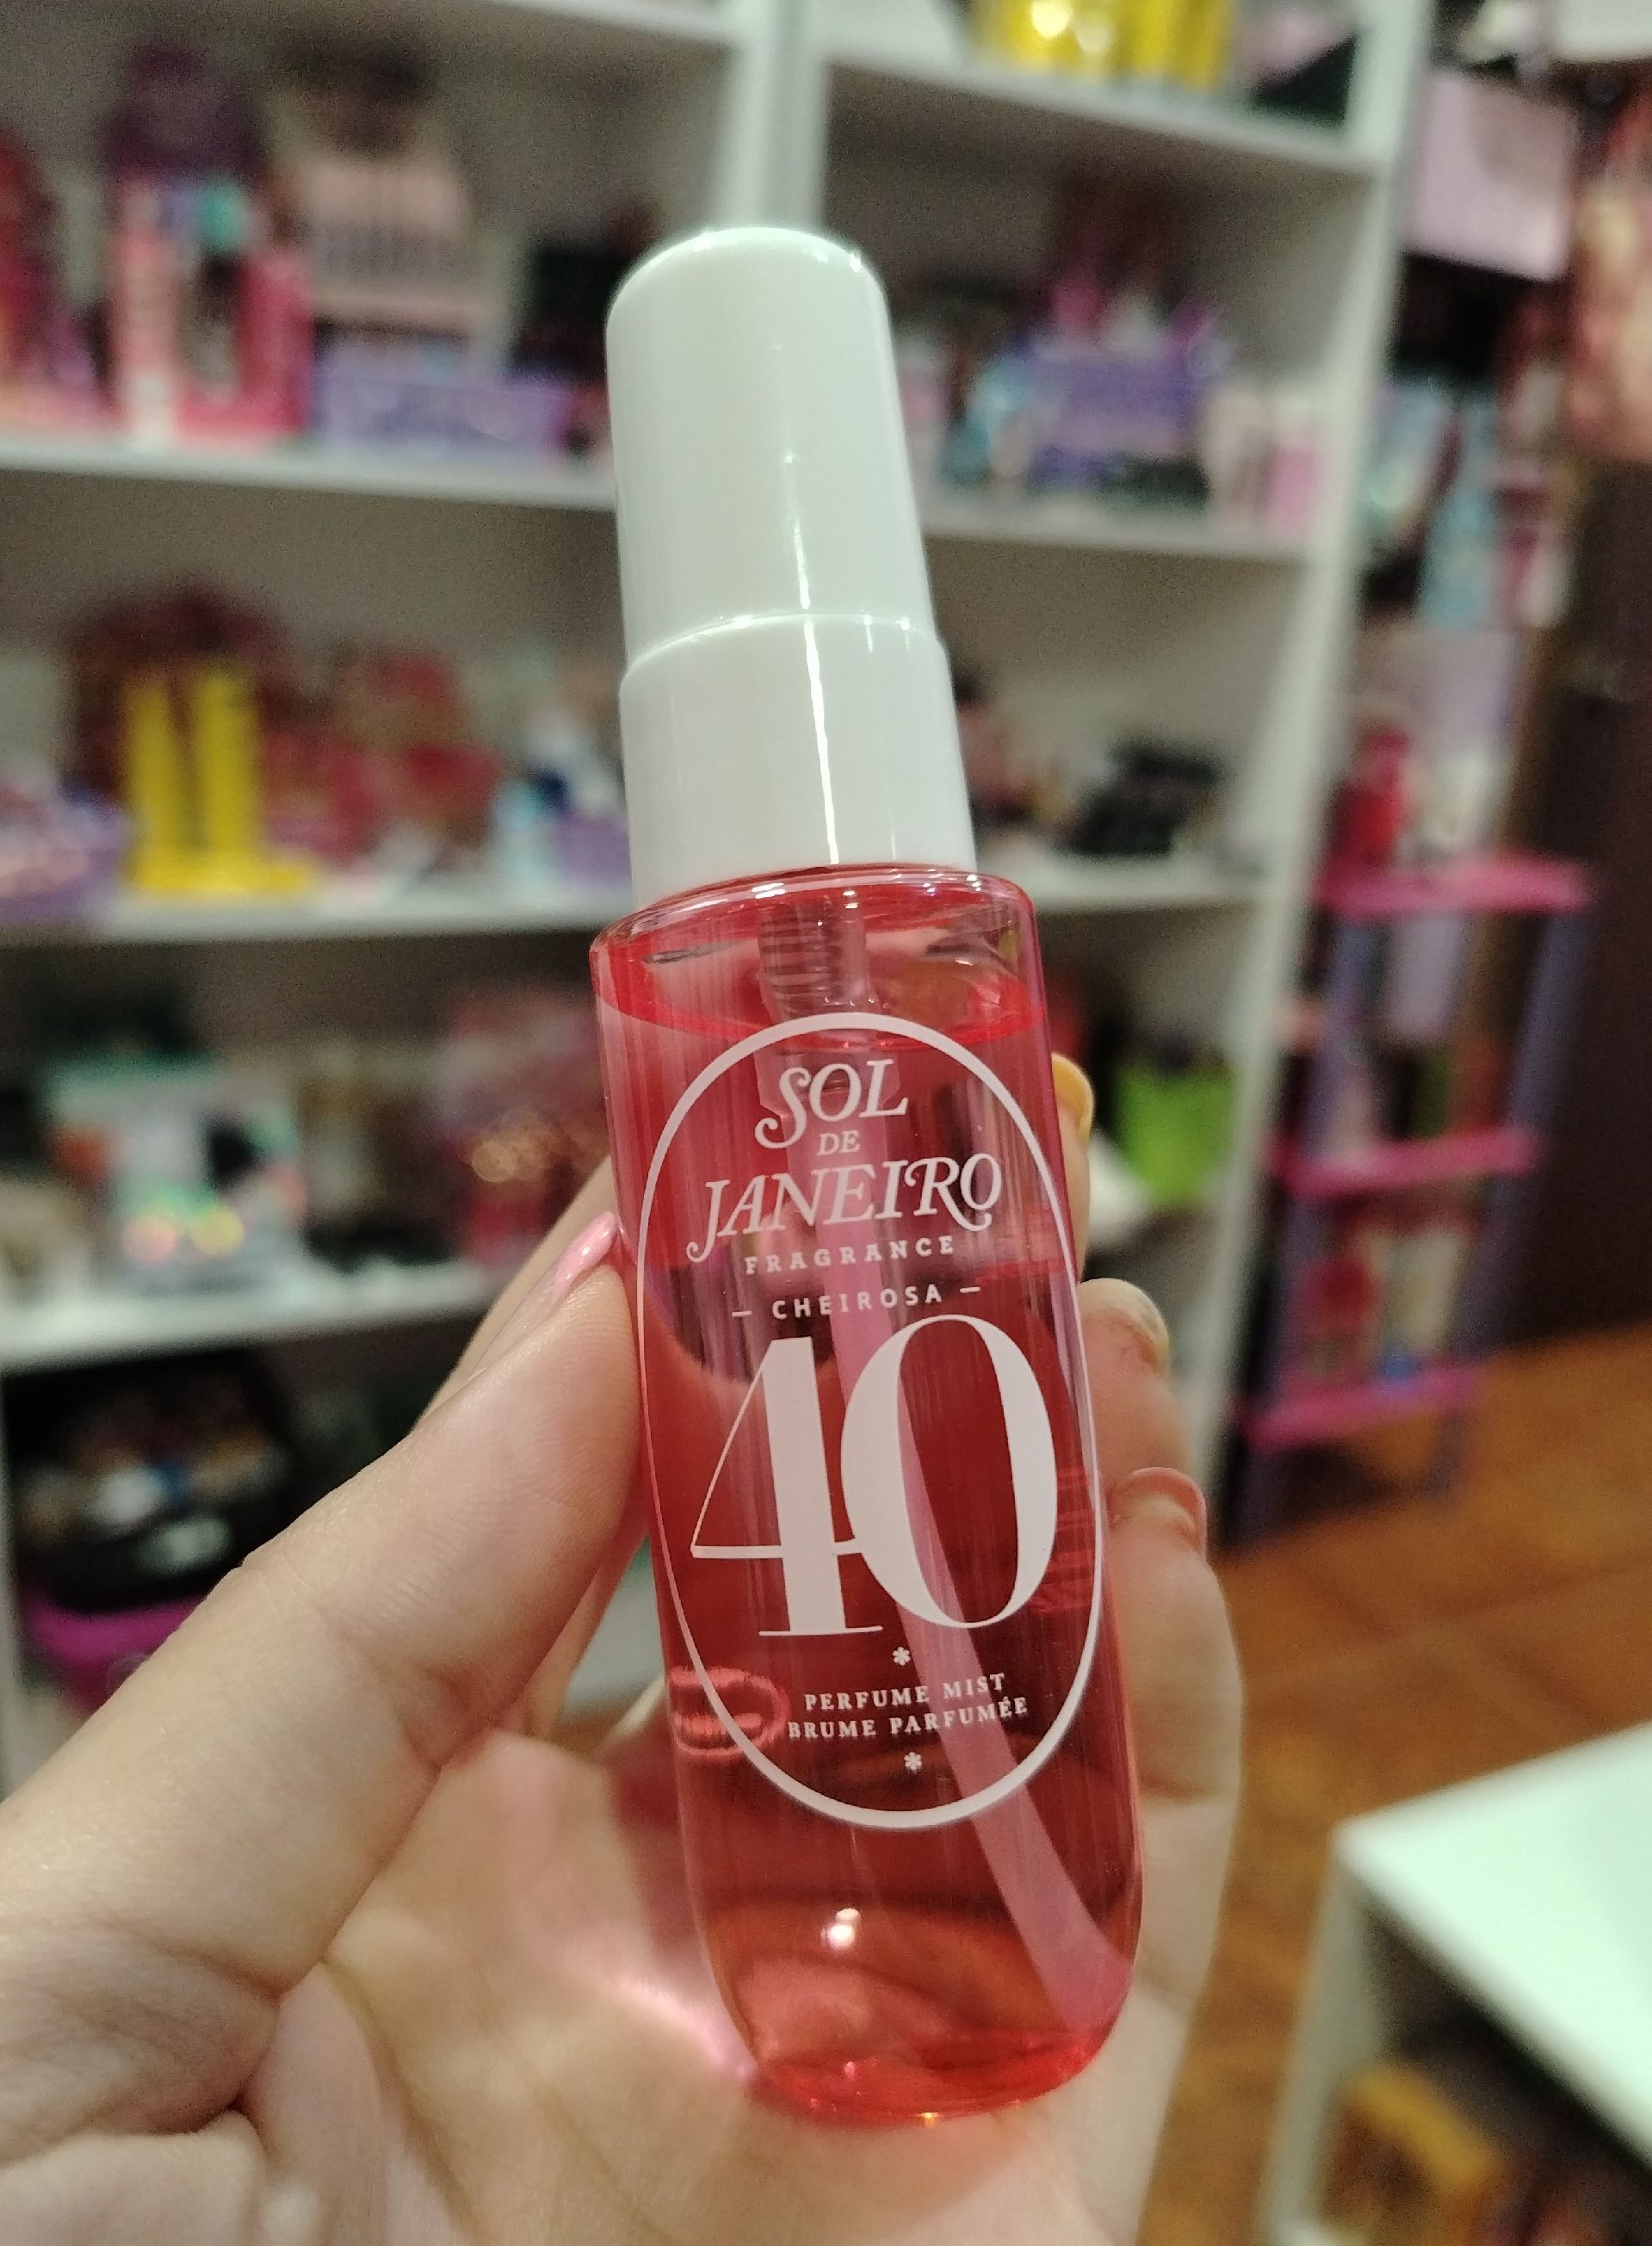 SOL
DE
JANEIRO
FRAGRANCE
— CHEIROSA —
40
*
PERFUME MIST
BRUME PARFUMÉE
*